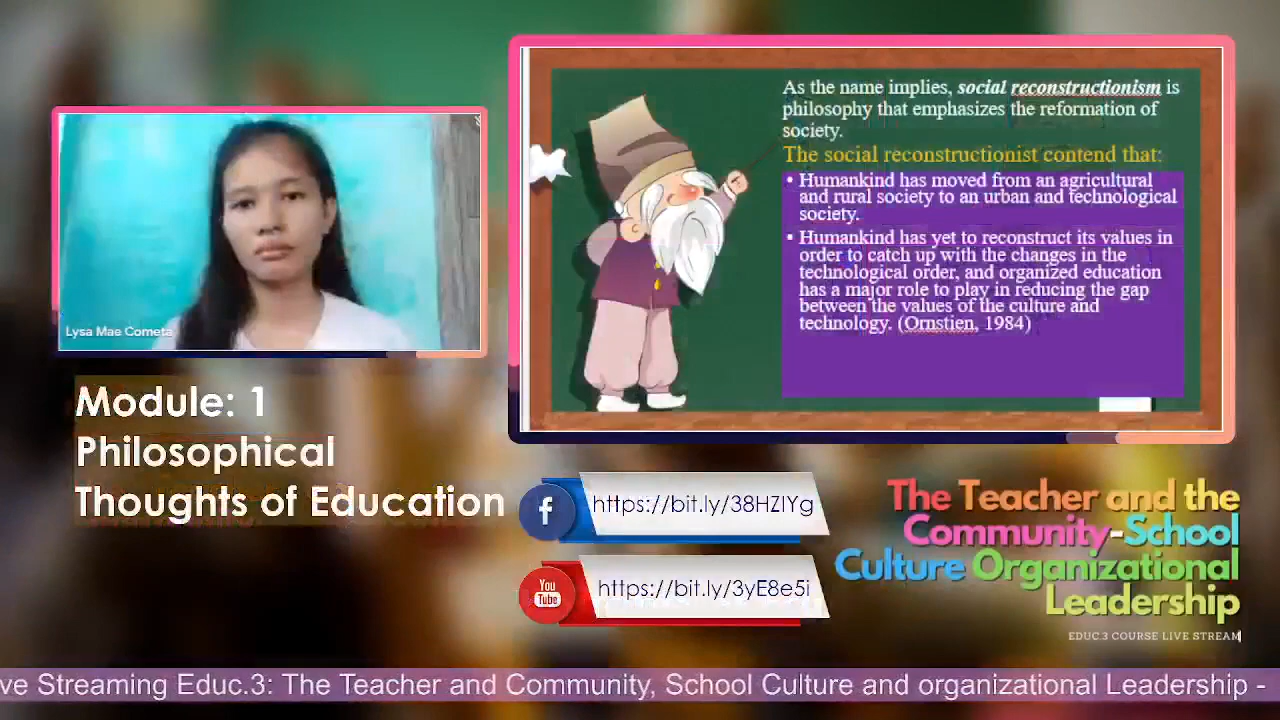 As the name implies, social reconstructionism is
philosophy that emphasizes the reformation of
society.
The social reconstructionist contend that:
• Humankind has moved from an agricultural
and rural society to an urban and technological
society.
• Humankind has yet to reconstruct its values in
order to catch up with the changes in the
technological order, and organized education
has a major role to play in reducing the gap
between the values of the culture and
technology. (Ornstien, 1984)
Lysa Mae Cometa
Module: 1
Philosophical
Thoughts of Education
f
https://bit.ly/38HZIYg
You
Tube
https://bit.ly/3yE8e5i
The Teacher and the
Community-School
Culture Organizational
Leadership
EDUC.3 COURSE LIVE STREAM
ve Streaming Educ.3: The Teacher and Community, School Culture and organizational Leadership -